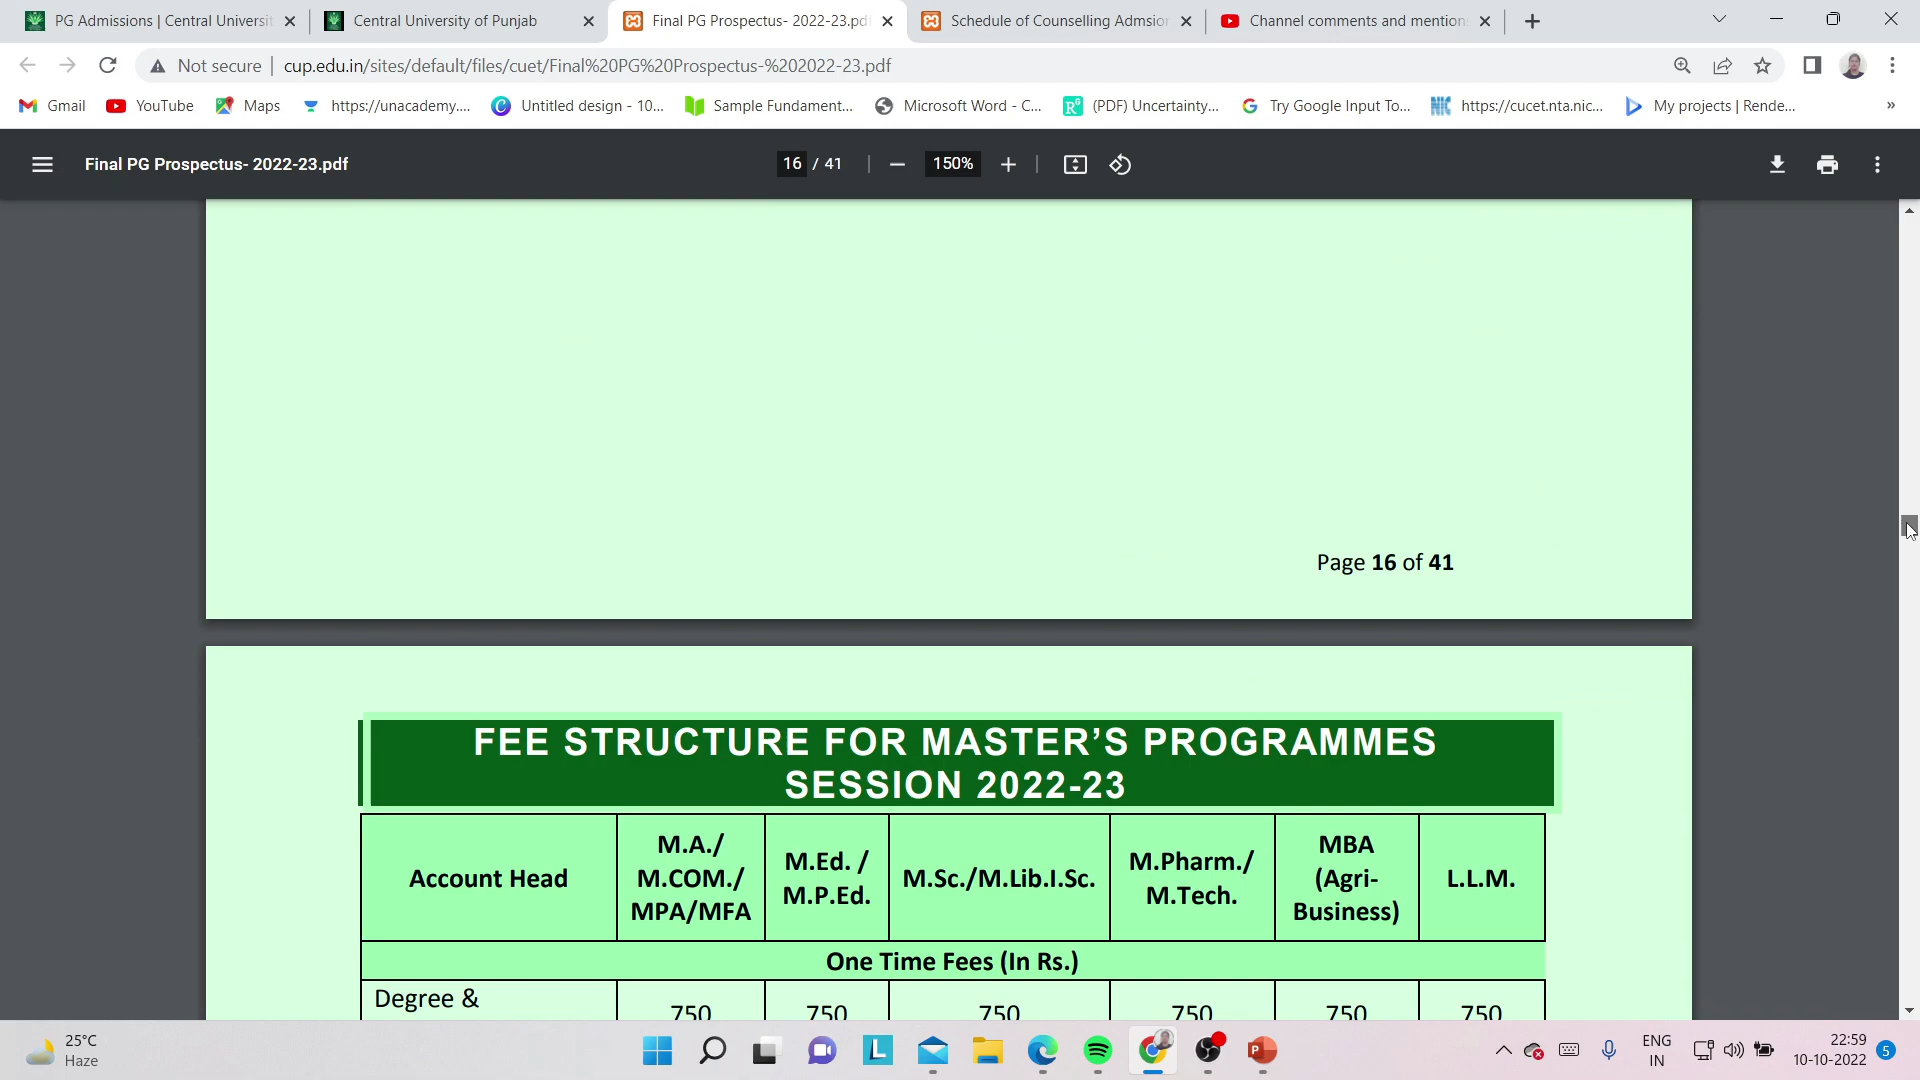 PG Admissions | Central Universit
Central University of Punjab
Final PG Prospectus- 2022-23.pdf
Schedule of Counselling Admsion
Channel comments and mention
Not secure | cup.edu.in/sites/default/files/cuet/Final%20PG%20Prospectus-%202022-23.pdf
Gmail YouTube Maps https://unacademy.... Untitled design - 10... Sample Fundament... Microsoft Word - C... (PDF) Uncertainty... Try Google Input To... https://cucet.nta.nic... My projects | Rende... »
Final PG Prospectus- 2022-23.pdf 16 / 41 150%
Page 16 of 41
FEE STRUCTURE FOR MASTER'S PROGRAMMES
SESSION 2022-23
Account Head
M.A./
M.COM./
MPA/MFA
M.Ed. /
M.P.Ed.
M.Sc./M.Lib.I.Sc.
M.Pharm./
M.Tech.
MBA
(Agri-
Business)
L.L.M.
One Time Fees (In Rs.)
Degree &
750 750 750 750 750 750
25°C
Haze
ENG
IN
22:59
10-10-2022
5